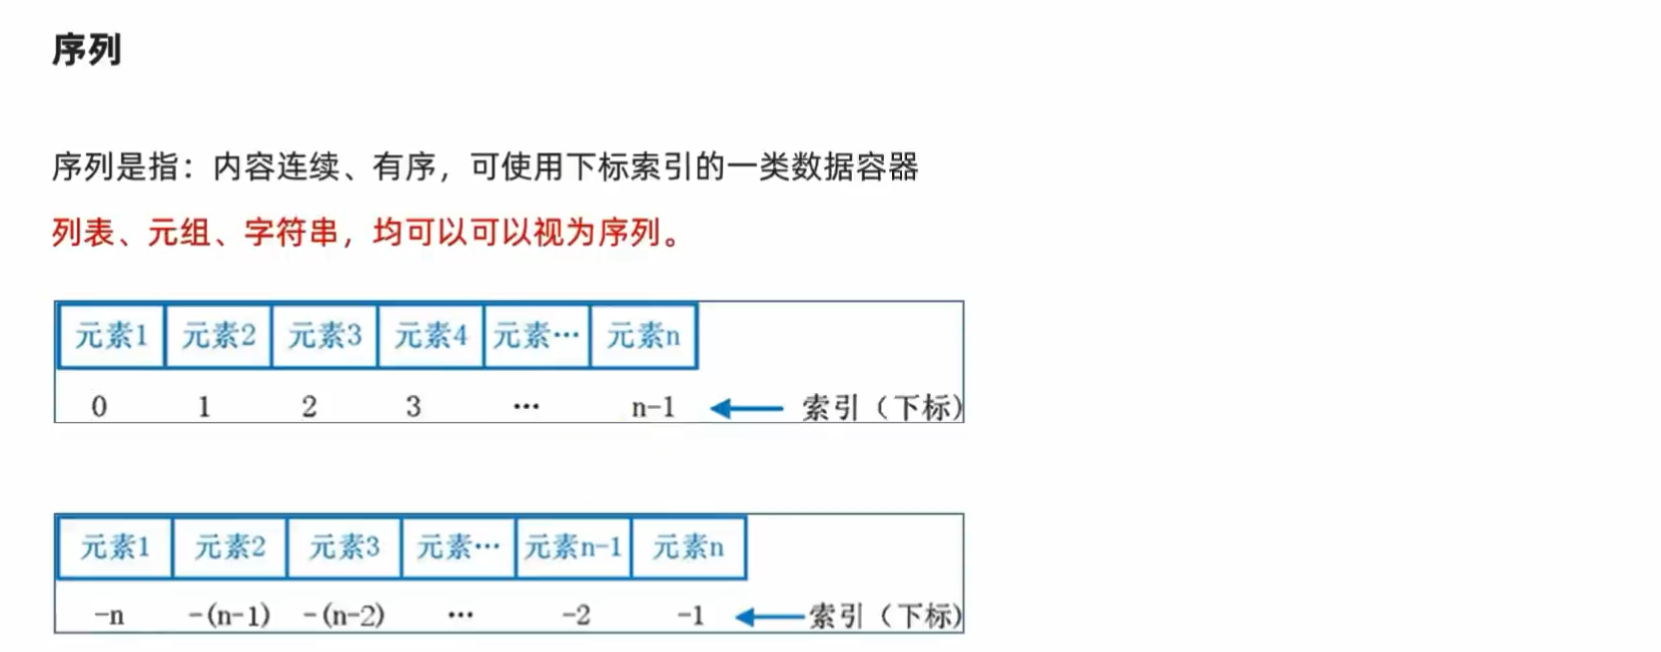 序列
序列是指：内容连续、有序，可使用下标索引的一类数据容器
列表、元组、字符串，均可以可以视为序列。
元素1 元素2 元素3 元素4 元素… 元素n
0 1 2 3 … n-1 索引（下标)
元素1 元素2 元素3 元素… 元素n-1 元素n
-n -(n-1) -(n-2) … -2 -1 索引（下标)